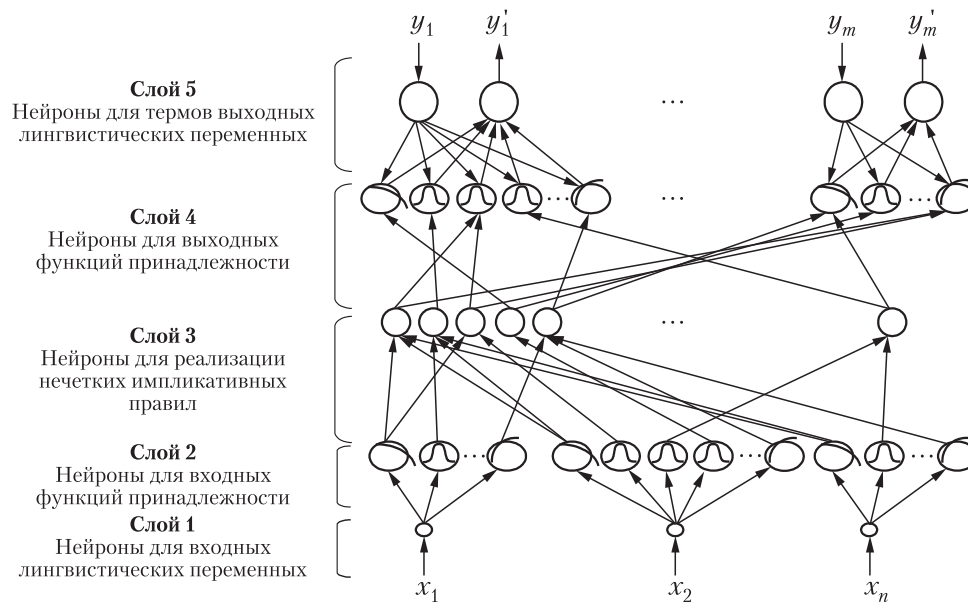 y1 y1' ym ym'
Слой 5
Нейроны для термов выходных
лингвистических переменных
...
Слой 4
Нейроны для выходных
функций принадлежности
... ... ...
Слой 3
Нейроны для реализации
нечетких импликативных
правил
...
Слой 2
Нейроны для входных
функций принадлежности
... ... ...
Слой 1
Нейроны для входных
лингвистических переменных
x1 x2 xn